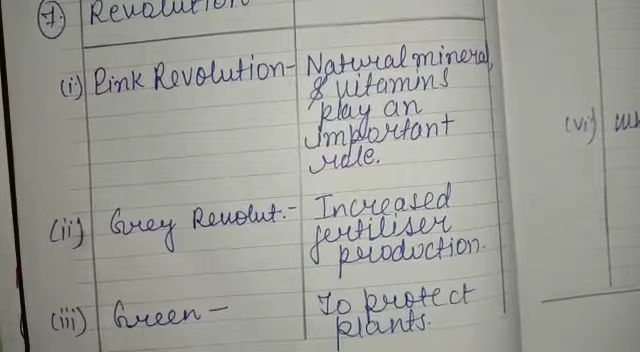 (7) Revolution
(i) Pink Revolution- Natural mineral,
& vitamins
play an
important
role.
(ii) Grey Revolut.- Increased
fertiliser
production.
(iii) Green - To protect
plants.
(vi)